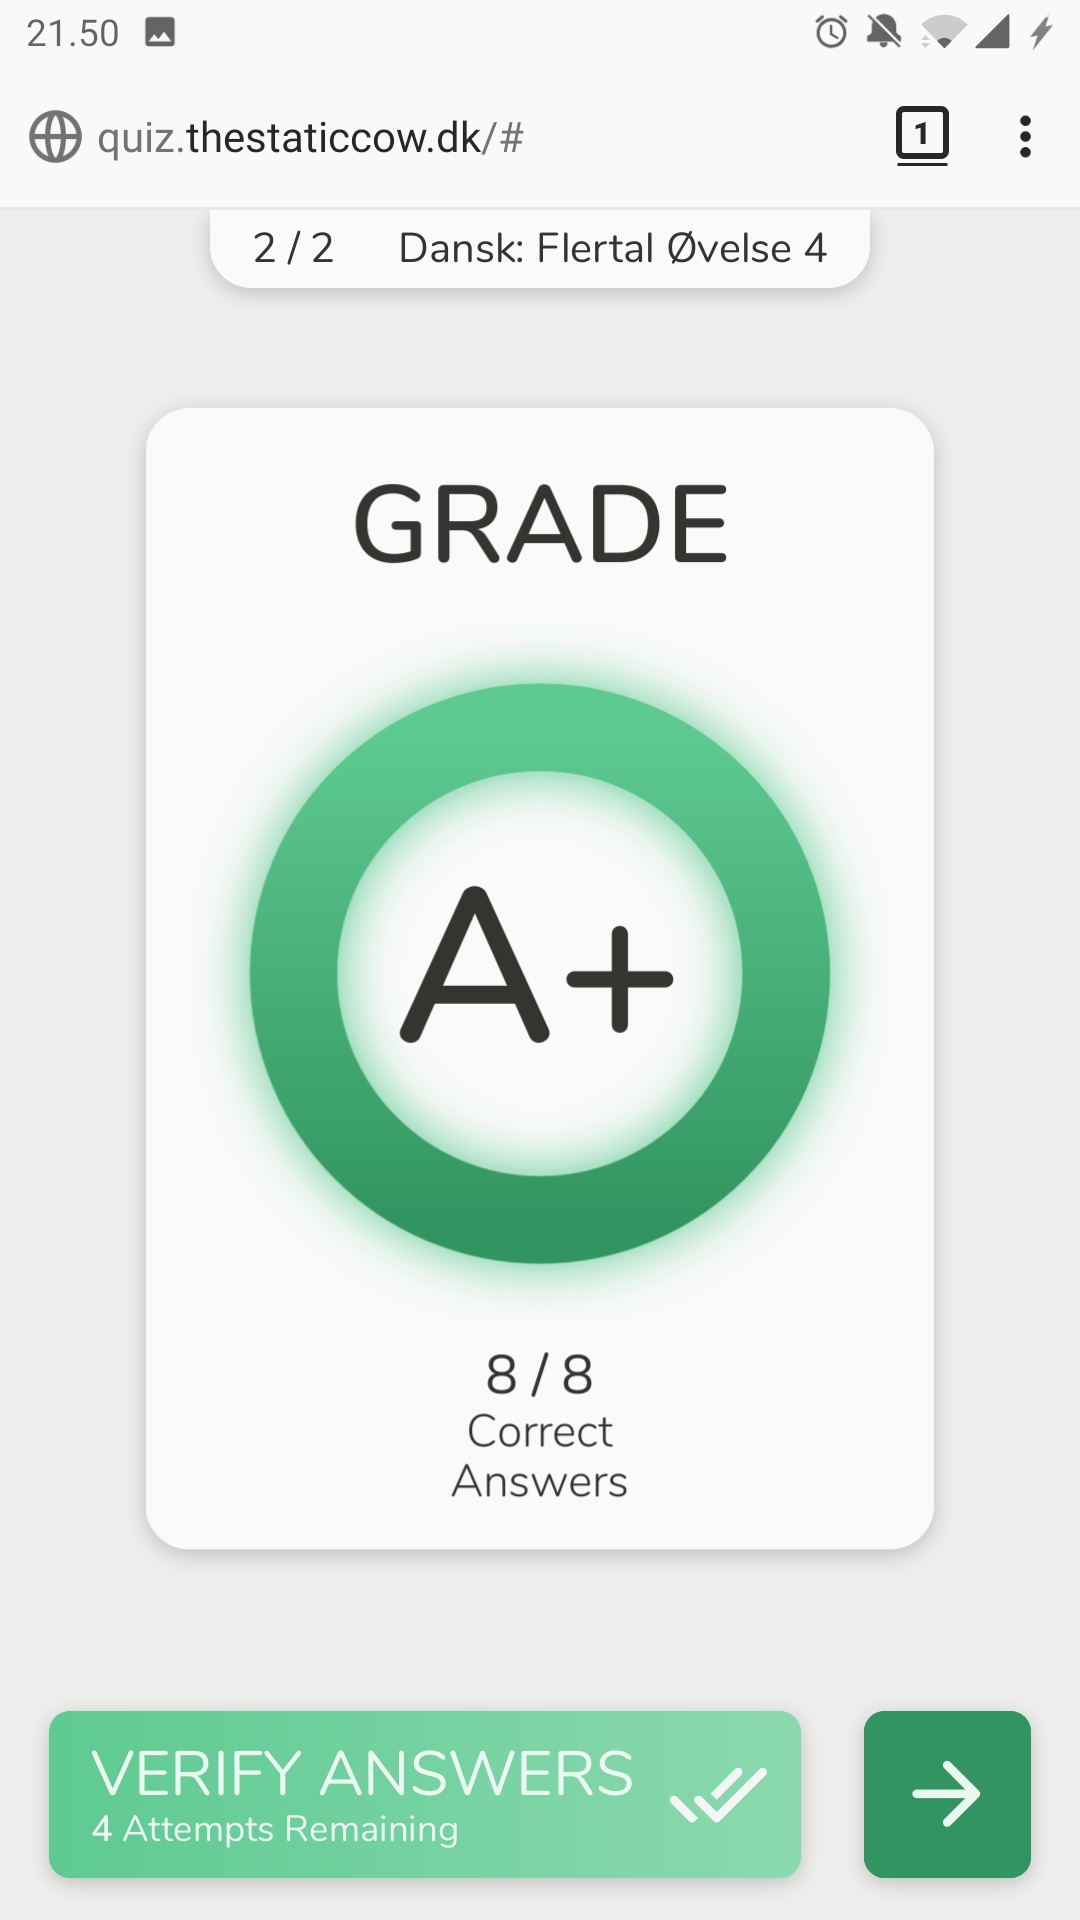 21.50
quiz.thestaticcow.dk/#
1
2 / 2 Dansk: Flertal Øvelse 4
GRADE
A+
8 / 8
Correct
Answers
VERIFY ANSWERS
4 Attempts Remaining